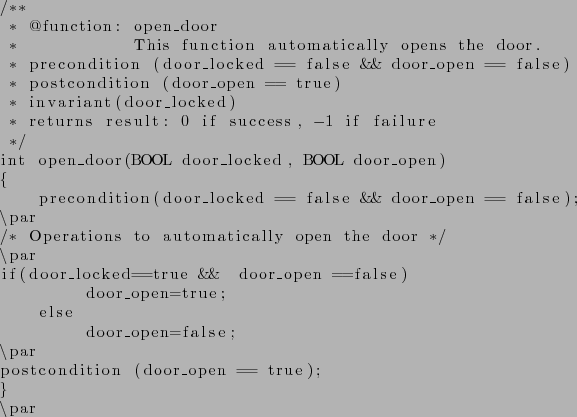 /**
 * @function: open_door
 *            This function automatically opens the door.
 * precondition (door_locked == false && door_open == false)
 * postcondition (door_open == true)
 * invariant(door_locked)
 * returns result: 0 if success, -1 if failure
 */
int open_door(BOOL door_locked, BOOL door_open)
{
    precondition(door_locked == false && door_open == false);
\par
/* Operations to automatically open the door */
\par
if(door_locked==true &&  door_open ==false)
        door_open=true;
    else
        door_open=false;
\par
postcondition (door_open == true);
}
\par